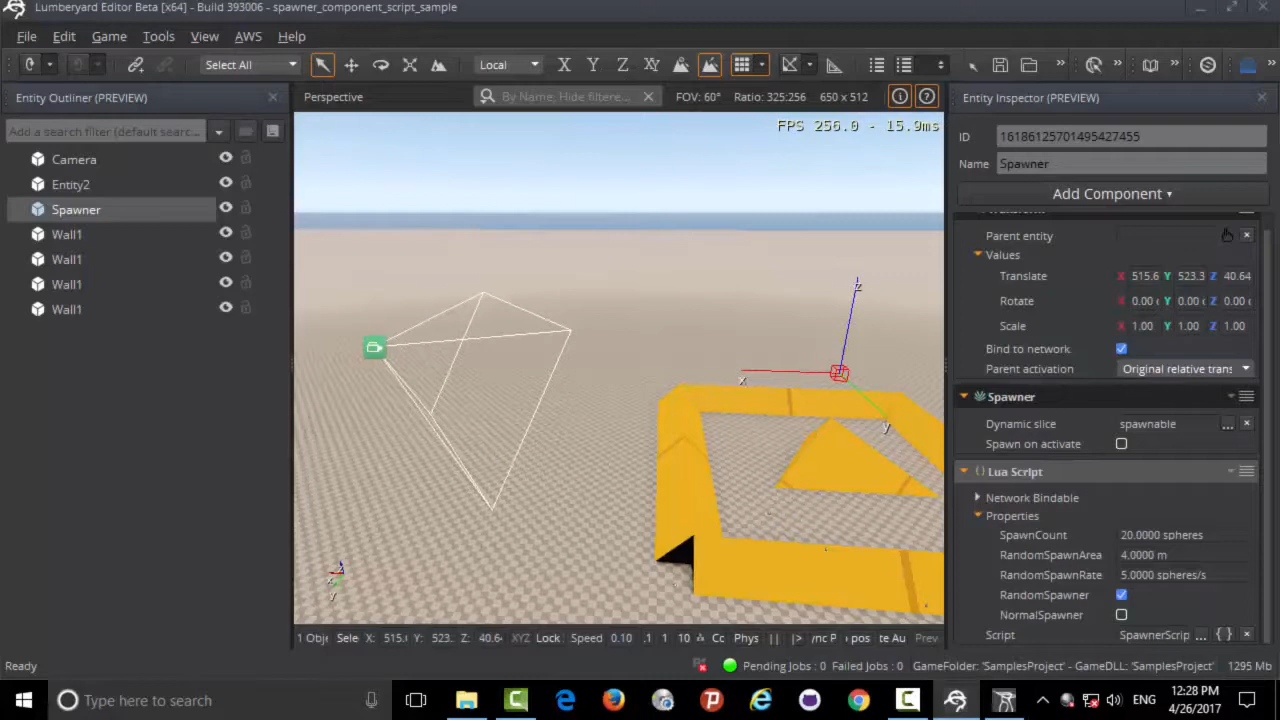 Lumberyard Editor Beta [x64] - Build 393006 - spawner_component_script_sample
File Edit Game Tools View AWS Help
Select All Local X Y Z XY
Entity Outliner (PREVIEW)
Add a search filter (default searc...
Camera
Entity2
Spawner
Wall1
Wall1
Wall1
Wall1
Perspective By Name; Hide filtere... FOV: 60° Ratio: 325:256 650 x 512
FPS 256.0 - 15.9ms
z
x
y
z
x
y
1 Obje Sele X: 515.( Y: 523. Z: 40.6 XYZ Lock Speed 0.10 .1 1 10 Cc Phys || |> /nc P pos te Au Prev
Entity Inspector (PREVIEW)
ID 16186125701495427455
Name Spawner
Add Component
Transform
Parent entity
Values
Translate X 515.6 Y 523.3 Z 40.64
Rotate X 0.00 Y 0.00 Z 0.00
Scale X 1.00 Y 1.00 Z 1.00
Bind to network
Parent activation Original relative trans
Spawner
Dynamic slice spawnable ...
Spawn on activate
Lua Script
Network Bindable
Properties
SpawnCount 20.0000 spheres
RandomSpawnArea 4.0000 m
RandomSpawnRate 5.0000 spheres/s
RandomSpawner
NormalSpawner
Script SpawnerScrip ... { }
Ready Pending Jobs : 0 Failed Jobs : 0 GameFolder: 'SamplesProject' - GameDLL: 'SamplesProject' 1295 Mb
Type here to search ENG 12:28 PM
4/26/2017